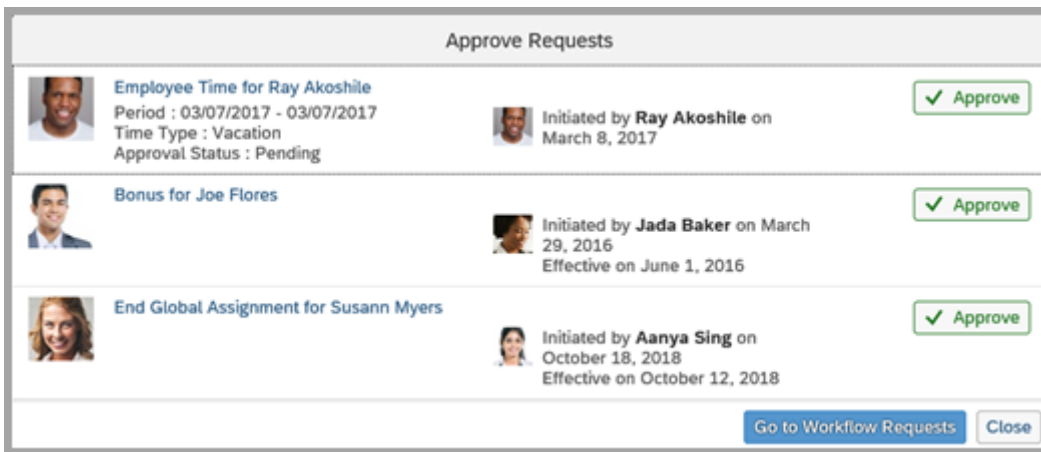 Approve Requests
Employee Time for Ray Akoshile
Period : 03/07/2017 - 03/07/2017
Time Type : Vacation
Approval Status : Pending
Initiated by Ray Akoshile on
March 8, 2017
Approve
Bonus for Joe Flores
Initiated by Jada Baker on March
29, 2016
Effective on June 1, 2016
Approve
End Global Assignment for Susann Myers
Initiated by Aanya Sing on
October 18, 2018
Effective on October 12, 2018
Approve
Go to Workflow Requests
Close